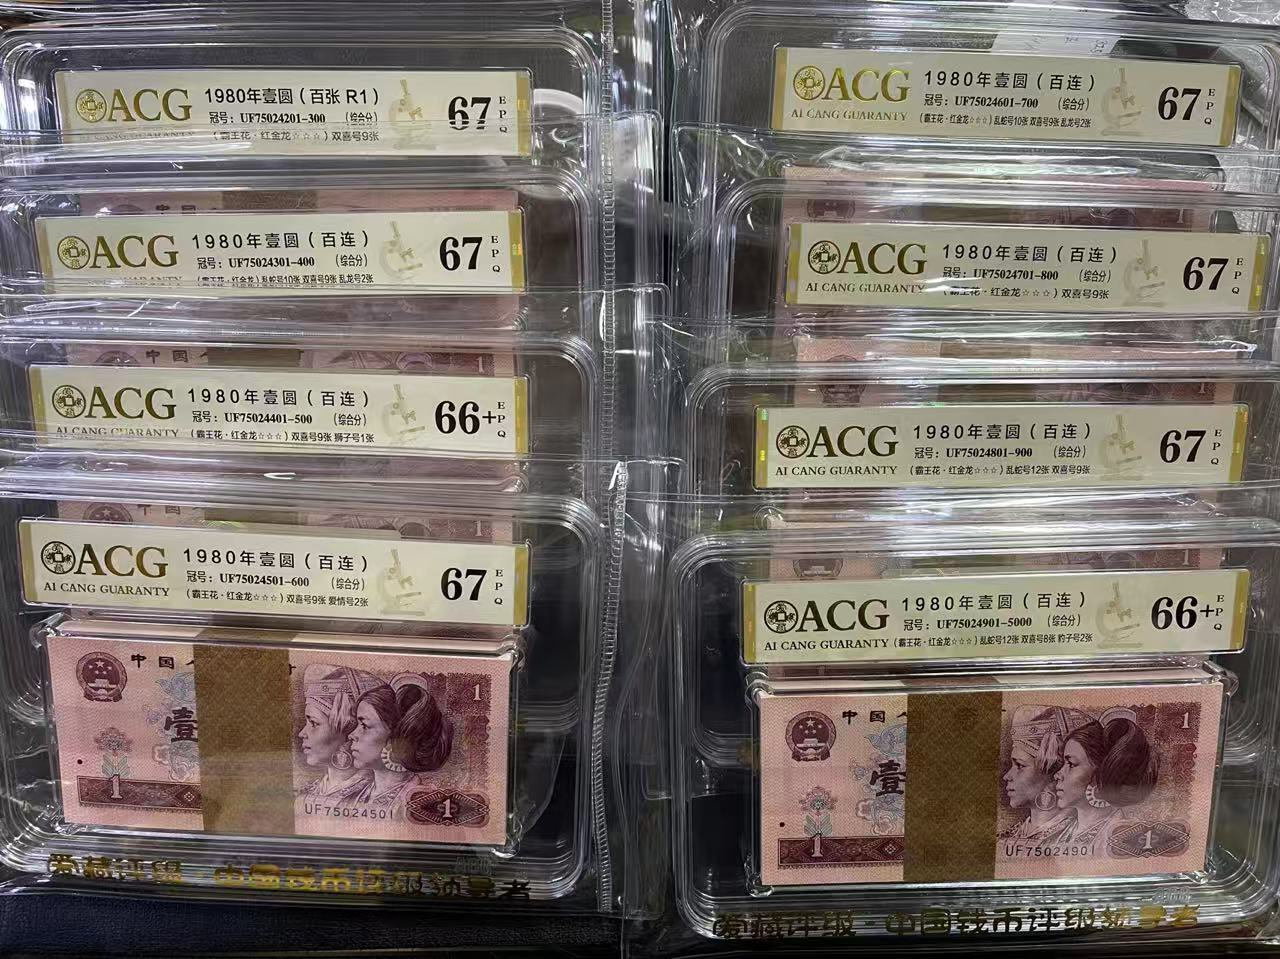 ACG
1980年壹圆（百张 R1）
冠号：UF75024201-300 （综合分）
AI CANG GUARANTY
（霸王花·红金龙☆☆☆）双喜号9张
67
EPQ
ACG
1980年壹圆（百连）
冠号：UF75024301-400 （综合分）
（霸王花·红金龙）乱蛇号10张 双喜号9张 乱龙号2张
67
EPQ
中国人
1
ACG
1980年壹圆（百连）
冠号：UF75024401-500 （综合分）
AI CANG GUARANTY
（霸王花·红金龙☆☆☆）双喜号9张 狮子号1张
66+
EPQ
1
ACG
1980年壹圆（百连）
冠号：UF75024501-600 （综合分）
AI CANG GUARANTY
（霸王花·红金龙☆☆☆）双喜号9张 爱情号2张
67
EPQ
中国
1
壹
1
UF75024501
1
爱藏评级·中国钱币评级领导者
ACG
1980年壹圆（百连）
冠号：UF75024601-700 （综合分）
AI CANG GUARANTY
（霸王花·红金龙☆☆☆）乱蛇号10张 双喜号9张 乱龙号2张
67
EPQ
ACG
1980年壹圆（百连）
冠号：UF75024701-800 （综合分）
AI CANG GUARANTY
（霸王花·红金龙☆☆☆）双喜号9张
67
EPQ
ACG
1980年壹圆（百连）
冠号：UF75024801-900 （综合分）
AI CANG GUARANTY
（霸王花·红金龙☆☆☆）乱蛇号12张 双喜号9张
67
EPQ
ACG
1980年壹圆（百连）
冠号：UF75024901-5000 （综合分）
AI CANG GUARANTY
（霸王花·红金龙☆☆☆）乱蛇号12张 双喜号8张 豹子号2张
66+
EPQ
中国人
1
壹
1
UF75024901
1
爱藏评级·中国钱币评级领导者